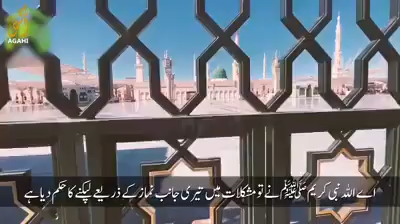 AGAHI
اے اللہ نبی کریم ﷺ نے تو مشکلات میں تیری جانب نماز کے ذریعے لپکنے کا حکم دیا ہے